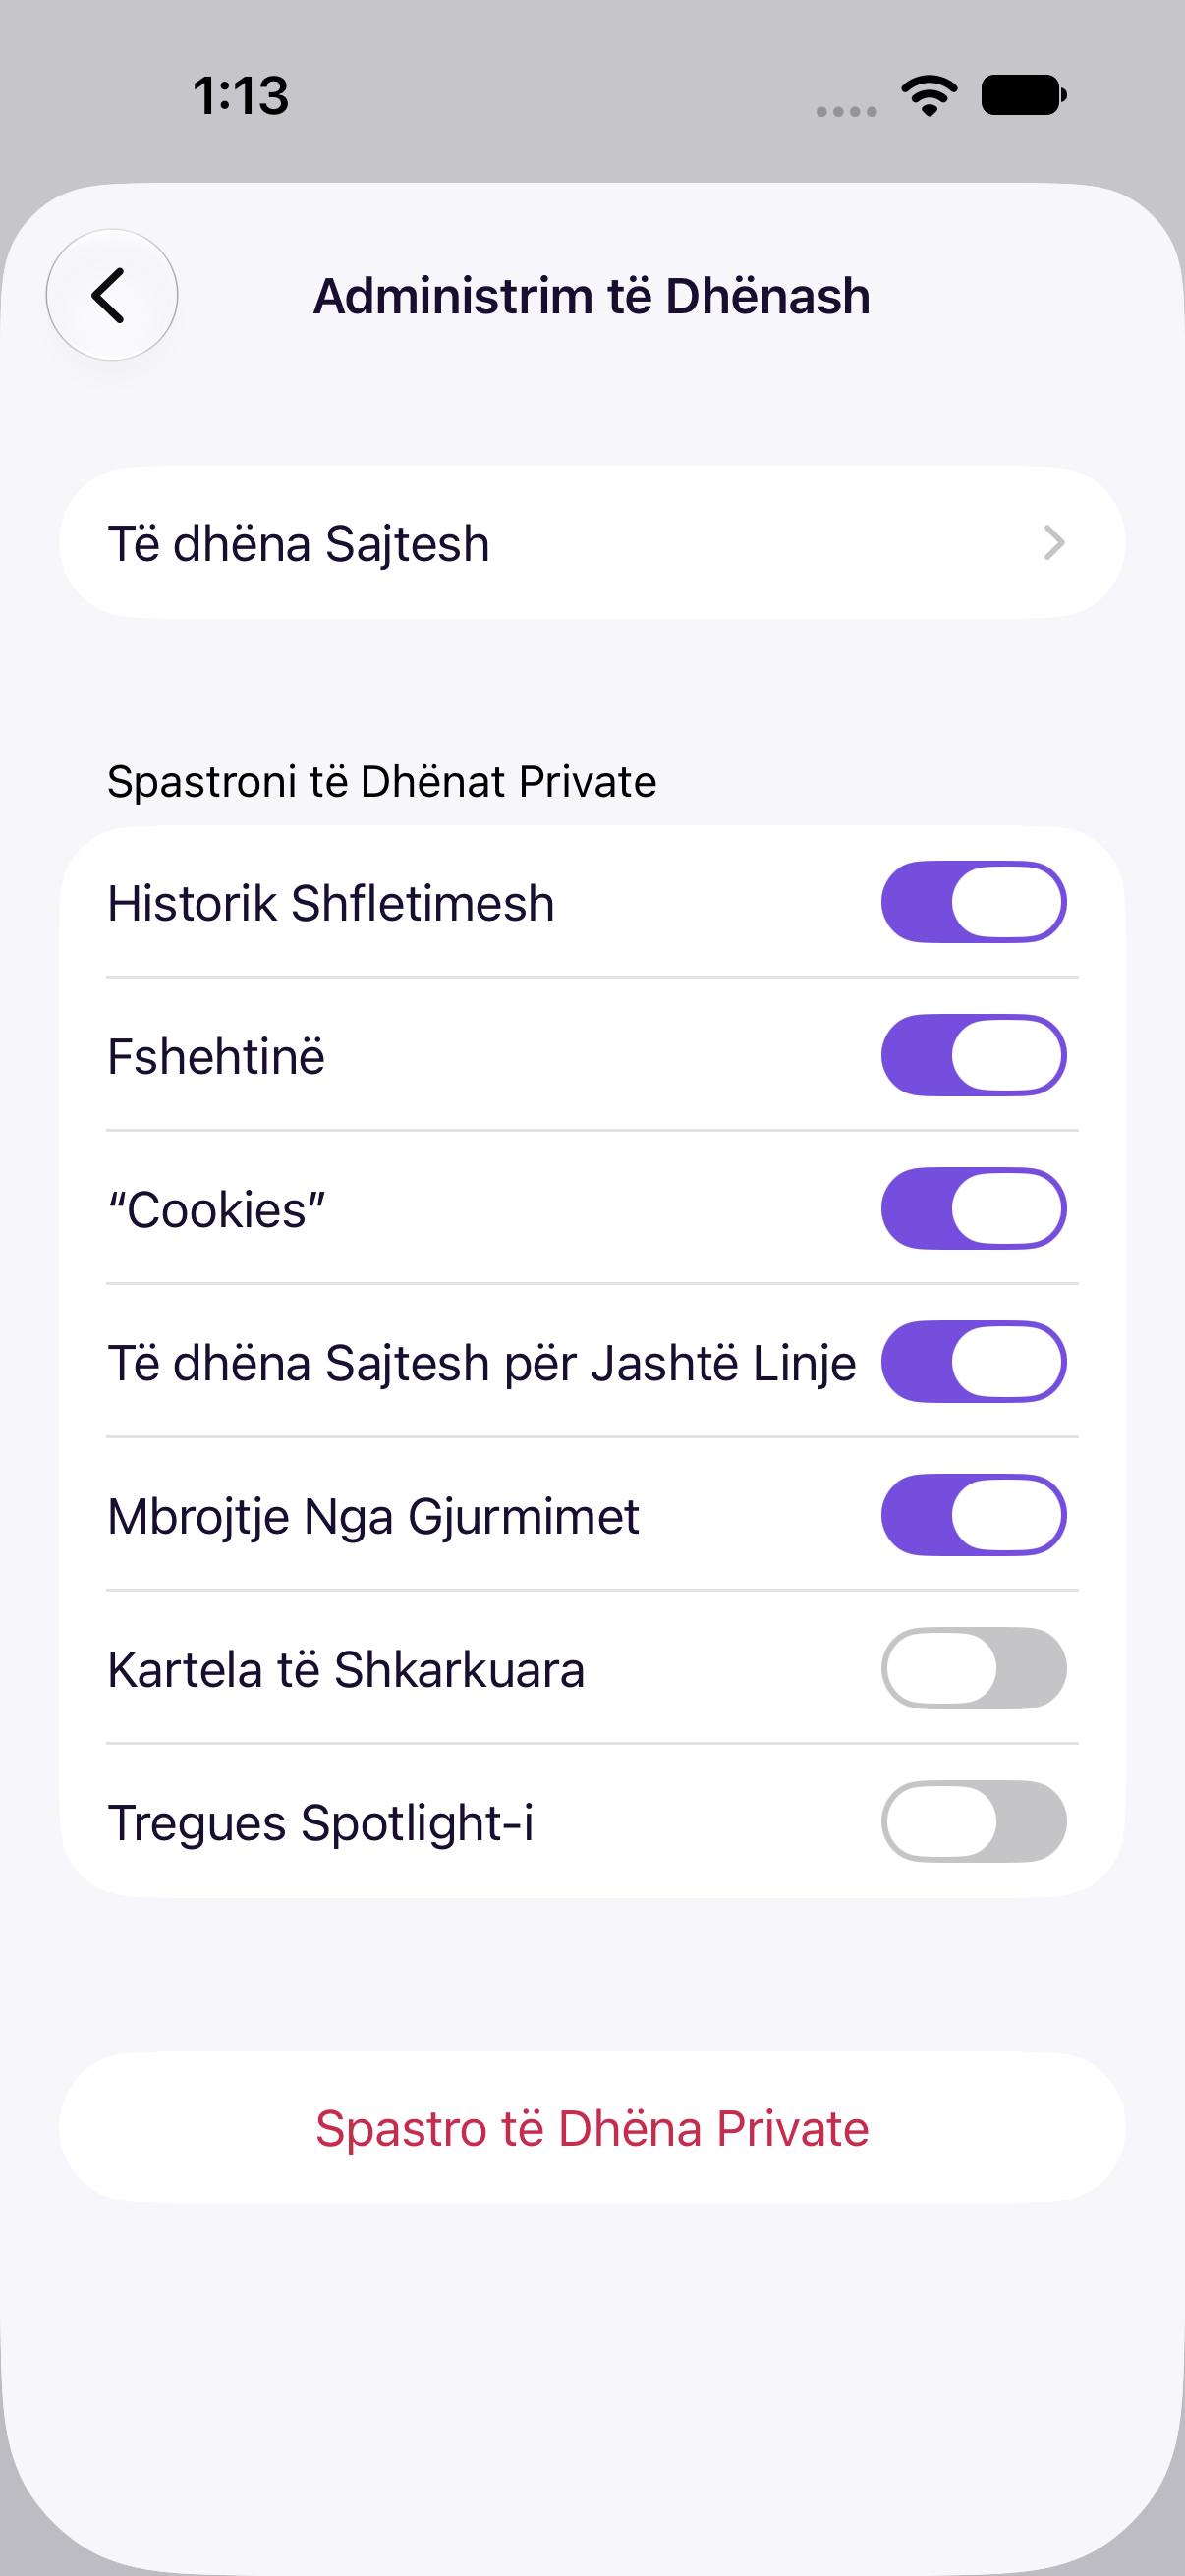 1:13
Administrim të Dhënash
Të dhëna Sajtesh
Spastroni të Dhënat Private
Historik Shfletimesh
Fshehtinë
“Cookies”
Të dhëna Sajtesh për Jashtë Linje
Mbrojtje Nga Gjurmimet
Kartela të Shkarkuara
Tregues Spotlight-i
Spastro të Dhëna Private